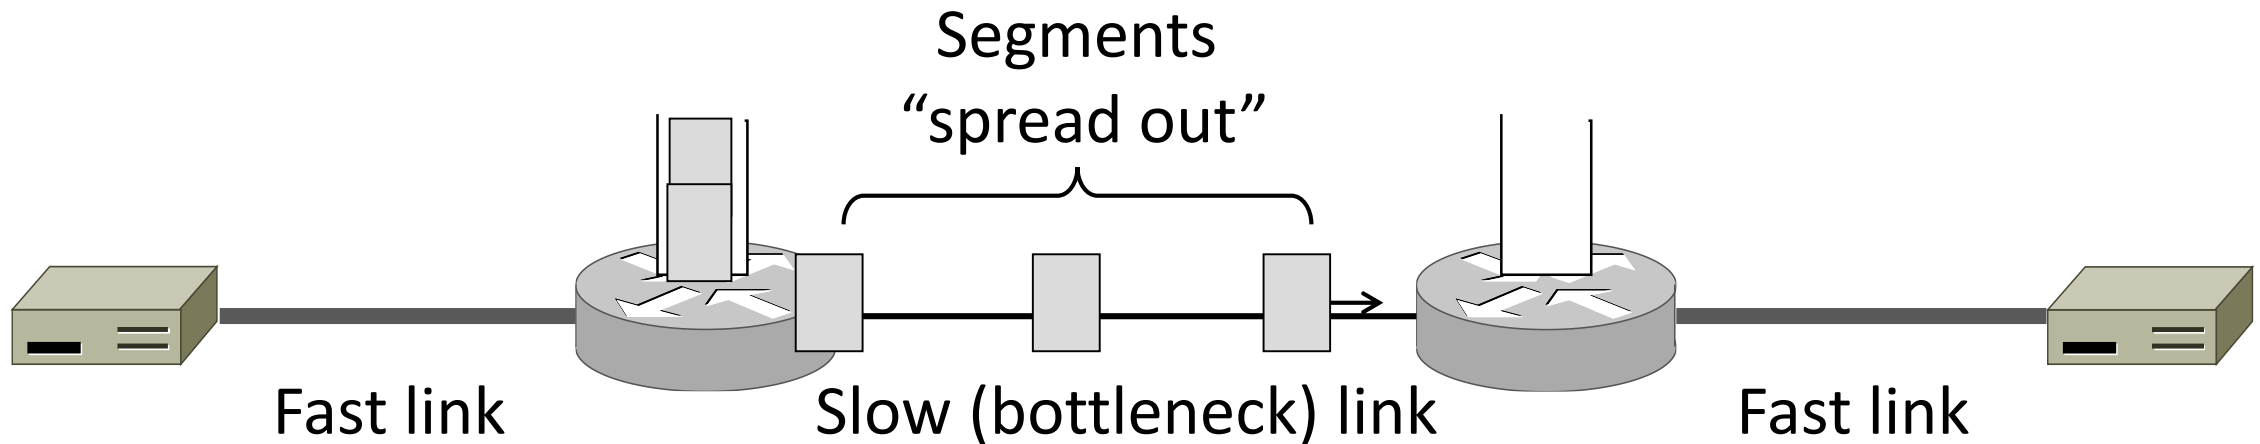 Segments
“spread out”
Fast link
Slow (bottleneck) link
Fast link